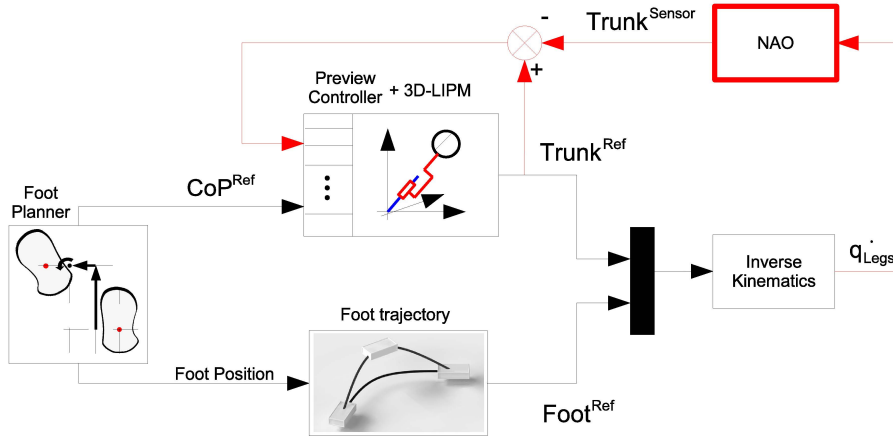 -
Trunk^Sensor
NAO
+
Preview
Controller + 3D-LIPM
Trunk^Ref
CoP^Ref
Foot
Planner
Inverse
Kinematics
q̇_Legs
Foot trajectory
Foot Position
Foot^Ref